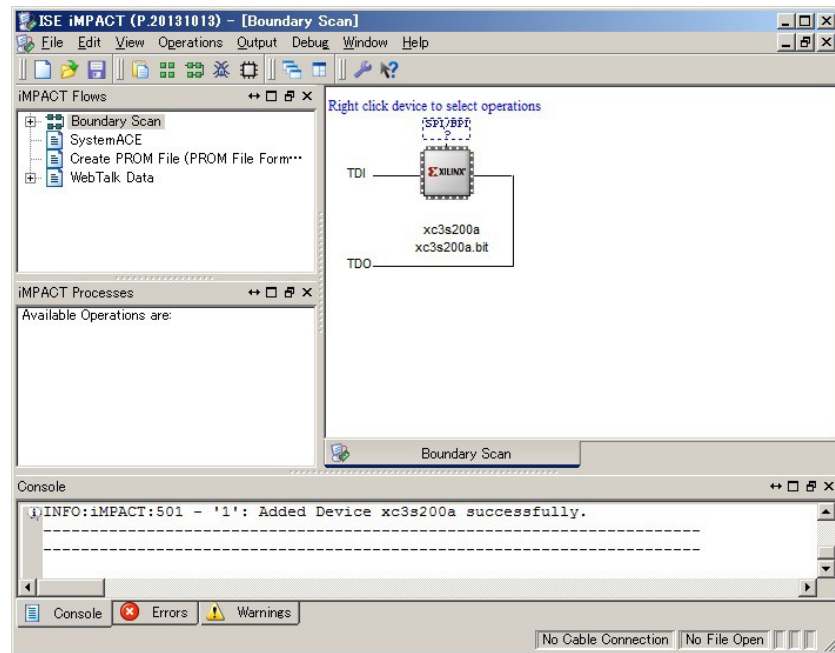 ISE iMPACT (P.20131013) - [Boundary Scan]
File Edit View Operations Output Debug Window Help
iMPACT Flows
Boundary Scan
SystemACE
Create PROM File (PROM File Form...
WebTalk Data
Right click device to select operations
SPI/BPI
?
TDI
XILINX
xc3s200a
xc3s200a.bit
TDO
iMPACT Processes
Available Operations are:
Boundary Scan
Console
INFO:iMPACT:501 - '1': Added Device xc3s200a successfully.
----------------------------------------------------------------------
----------------------------------------------------------------------
Console Errors Warnings
No Cable Connection No File Open